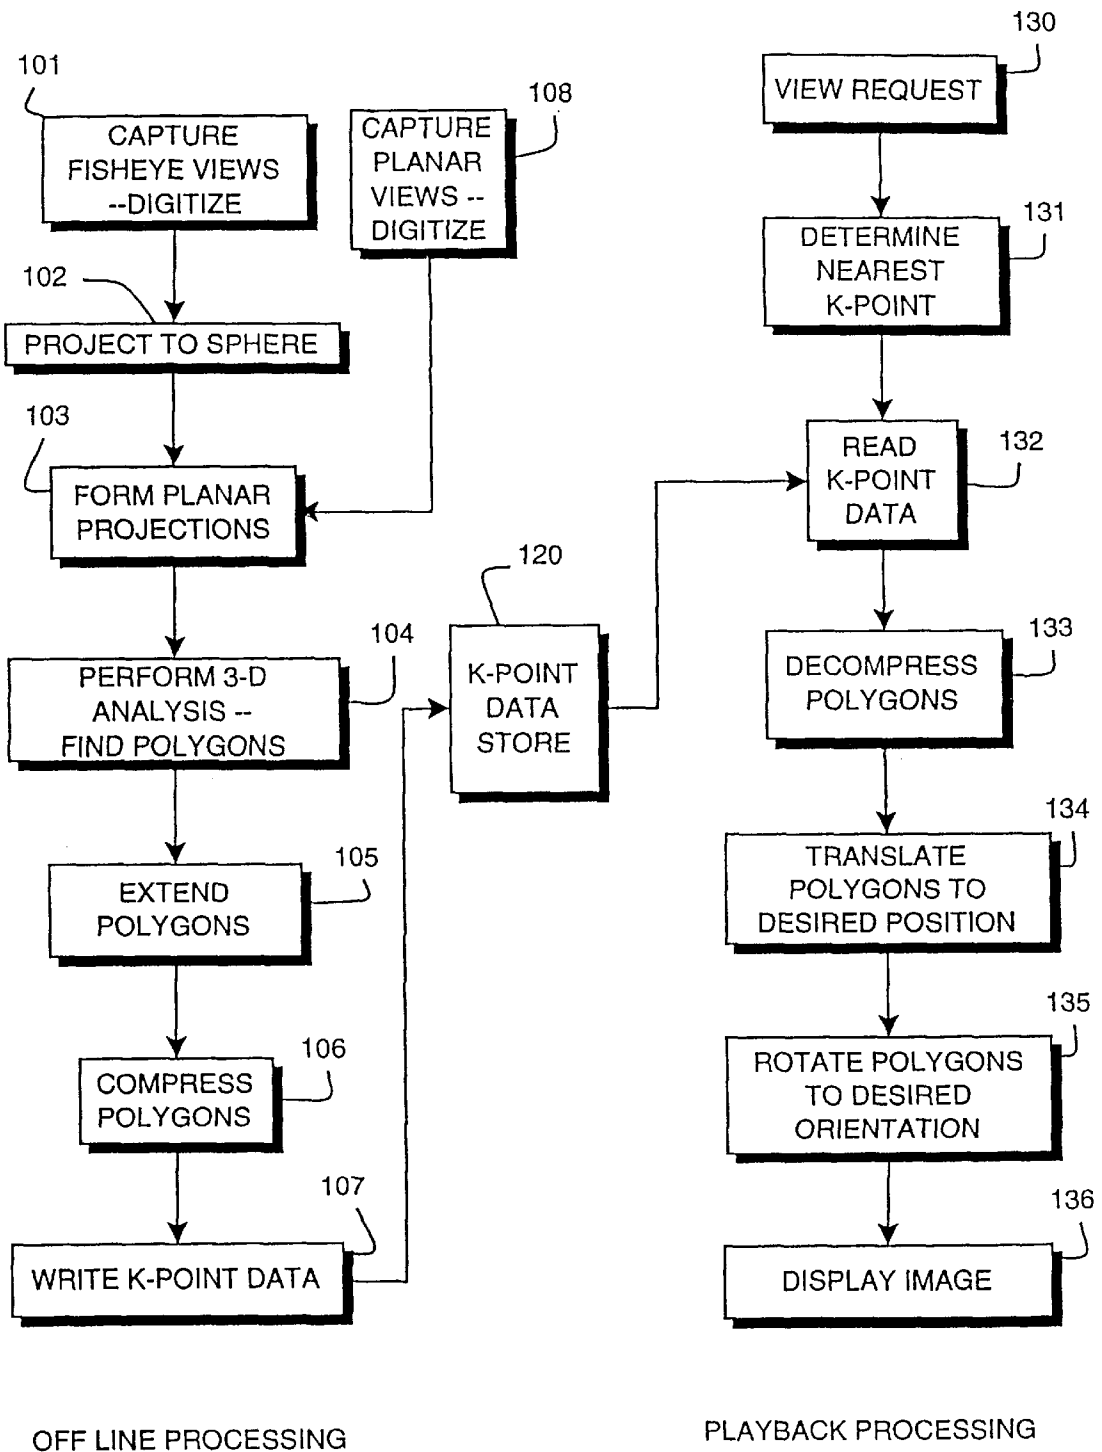 101
CAPTURE
FISHEYE VIEWS
--DIGITIZE
108
CAPTURE
PLANAR
VIEWS --
DIGITIZE
102
PROJECT TO SPHERE
103
FORM PLANAR
PROJECTIONS
104
PERFORM 3-D
ANALYSIS --
FIND POLYGONS
105
EXTEND
POLYGONS
106
COMPRESS
POLYGONS
107
WRITE K-POINT DATA
120
K-POINT
DATA
STORE
130
VIEW REQUEST
131
DETERMINE
NEAREST
K-POINT
132
READ
K-POINT
DATA
133
DECOMPRESS
POLYGONS
134
TRANSLATE
POLYGONS TO
DESIRED POSITION
135
ROTATE POLYGONS
TO DESIRED
ORIENTATION
136
DISPLAY IMAGE
OFF LINE PROCESSING
PLAYBACK PROCESSING